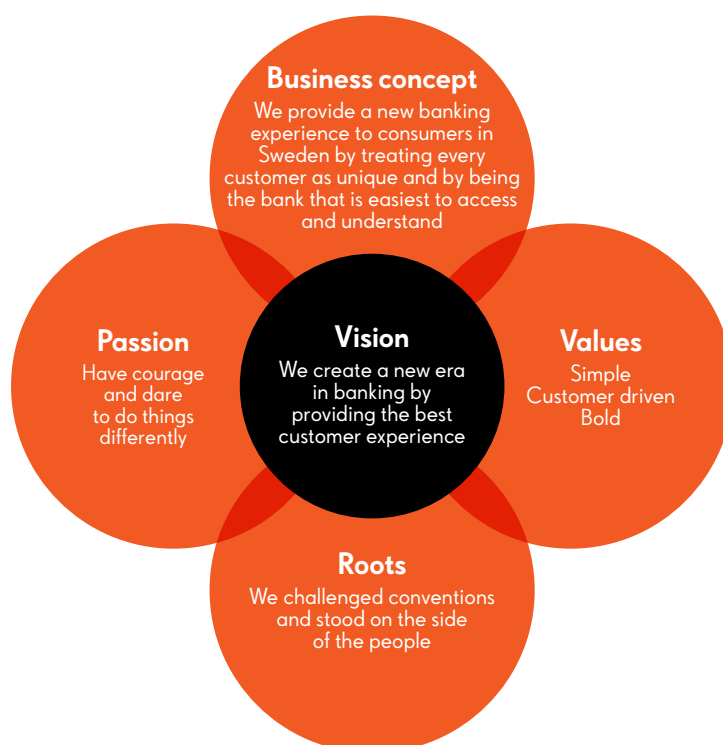 Business concept
We provide a new banking
experience to consumers in
Sweden by treating every
customer as unique and by being
the bank that is easiest to access
and understand
Passion
Have courage
and dare
to do things
differently
Vision
We create a new era
in banking by
providing the best
customer experience
Values
Simple
Customer driven
Bold
Roots
We challenged conventions
and stood on the side
of the people